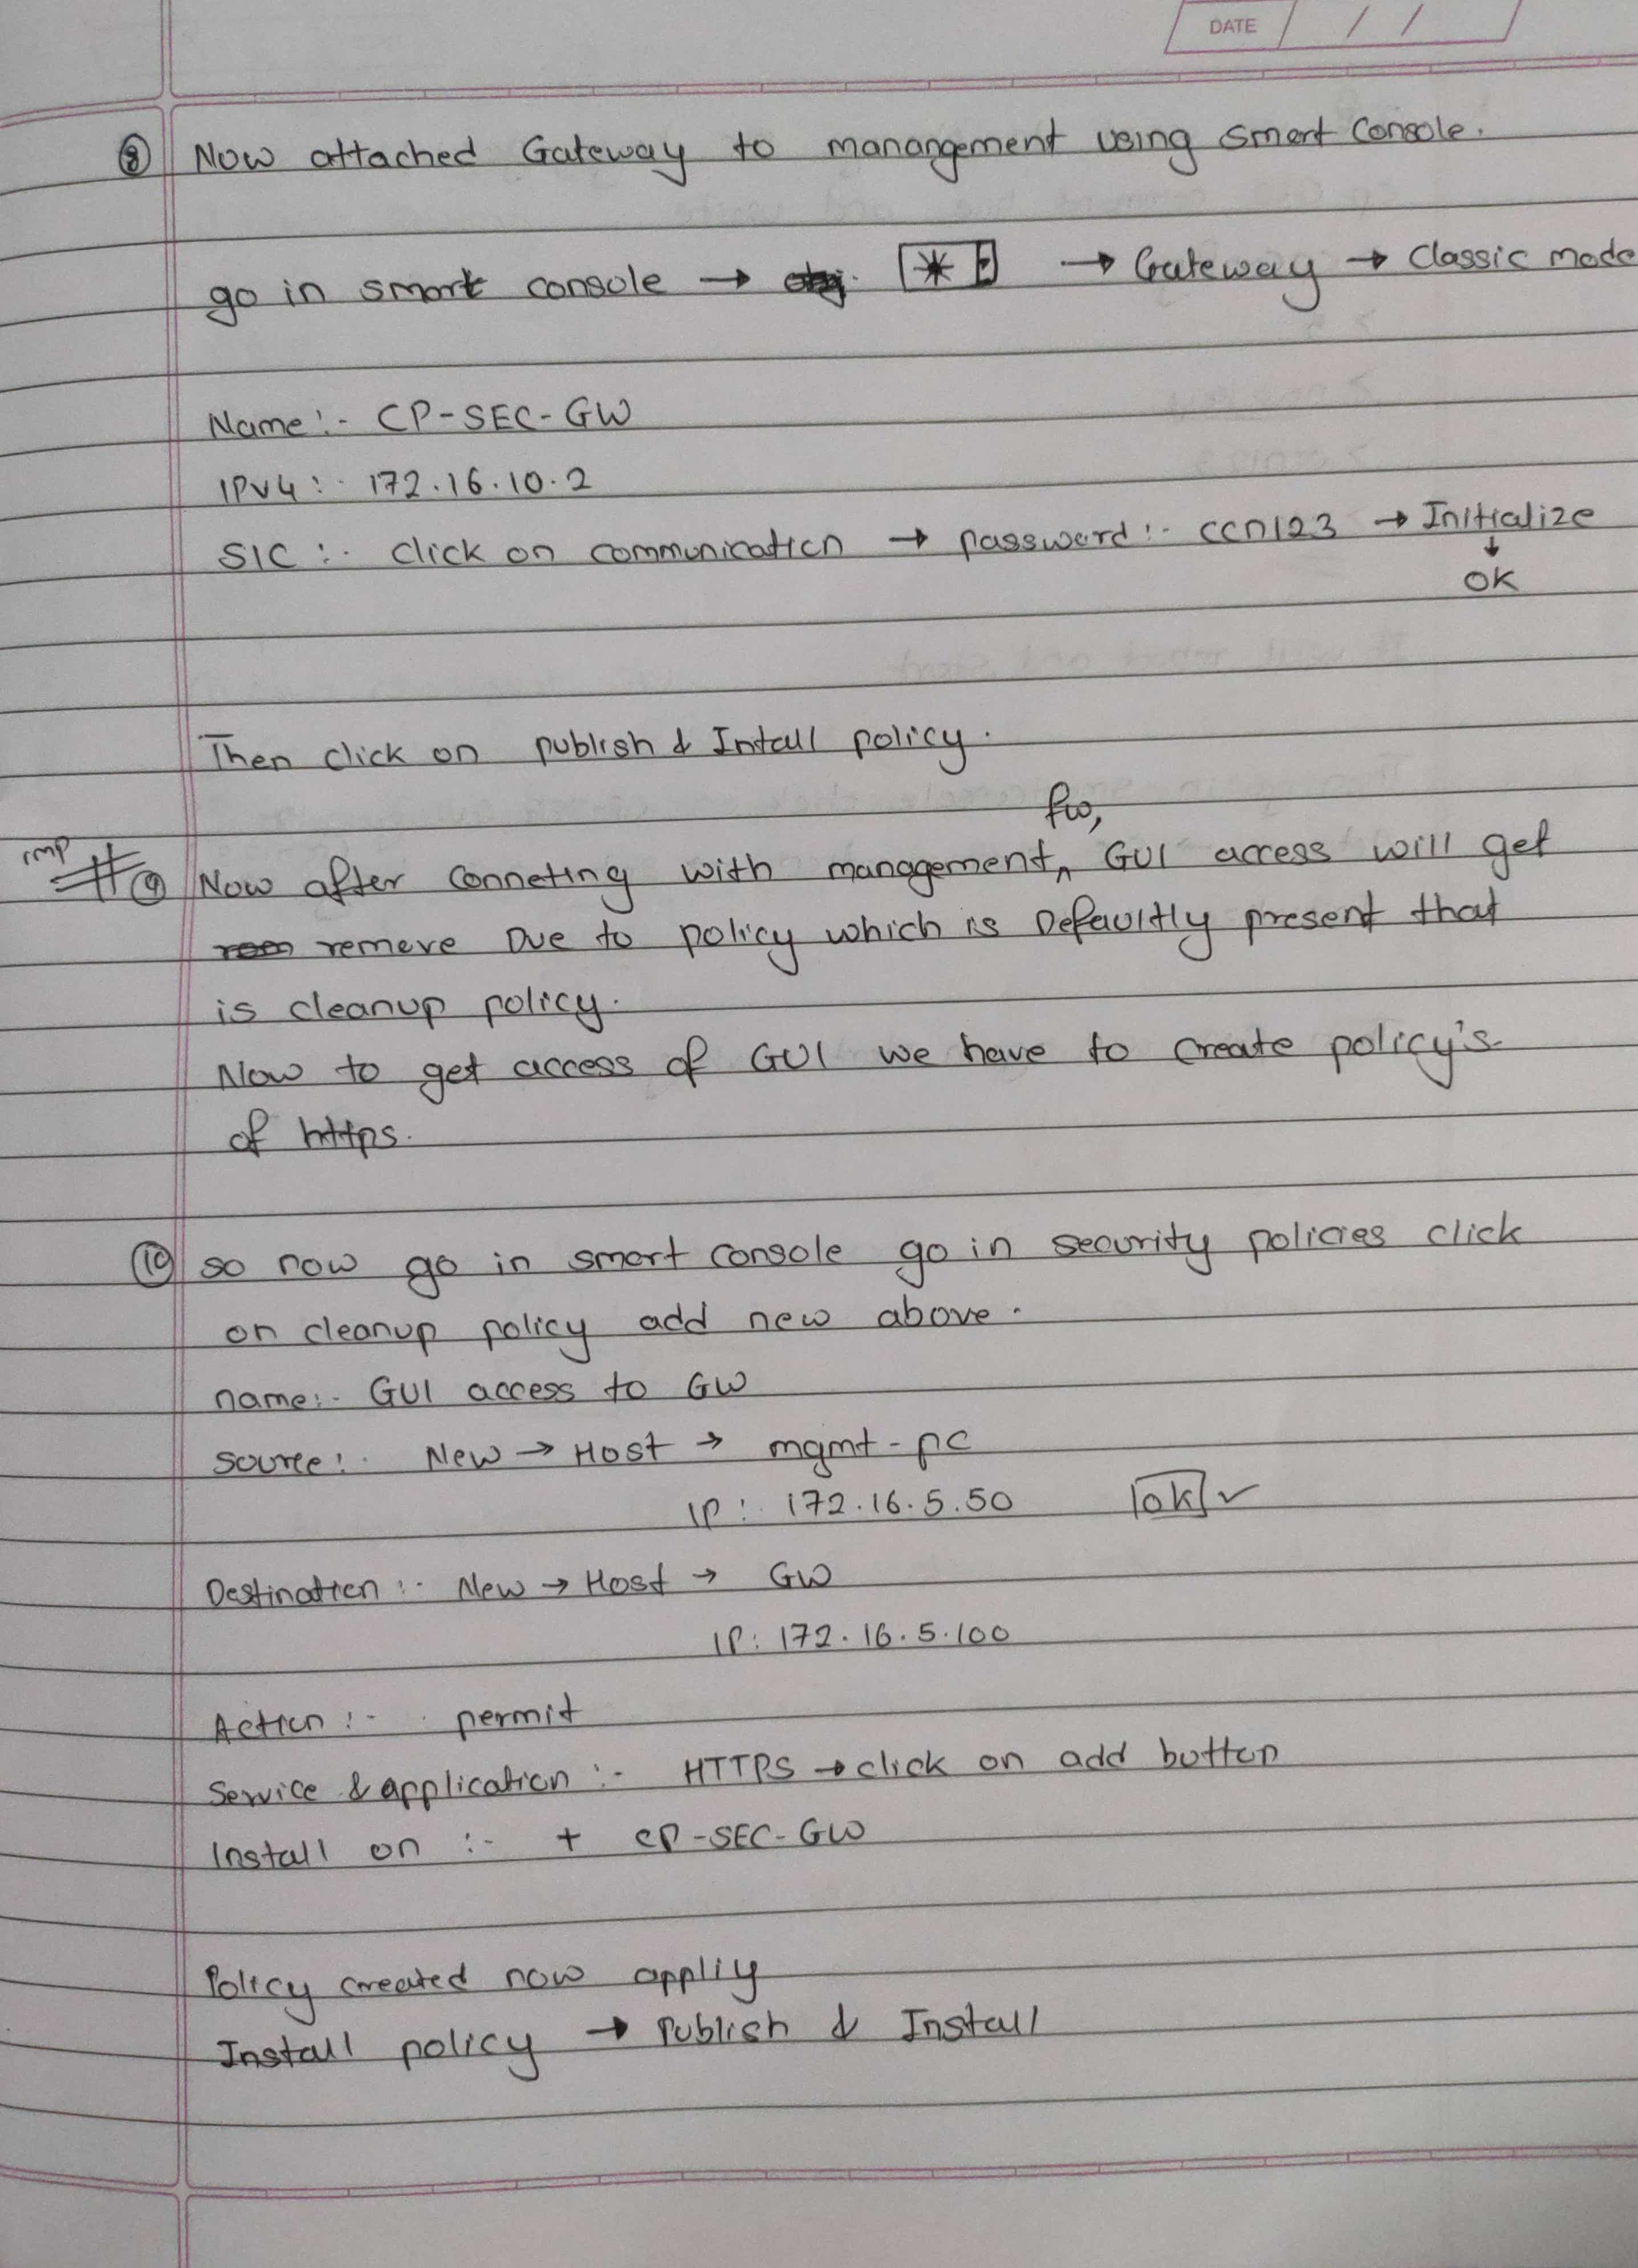 DATE / /
⑧ Now attached Gateway to manangement using smart console.
go in smart console → [*] → Gateway → Classic mode
Name :- CP-SEC-GW
IPv4 :- 172.16.10.2
SIC :- click on communication → password :- ccn123 → Initialize
↓
OK
Then click on publish & Intall policy.
fw,
imp # ⑨ Now after conneting with management, GUI access will get
remove Due to policy which is Defaultly present that
is cleanup policy.
Now to get access of GUI we have to create policy's
of https.
⑩ so now go in smart console go in security policies click
on cleanup policy add new above.
name :- GUI access to GW
source :- New → Host → mgmt-pc
IP : 172.16.5.50 ok ✓
Destination :- New → Host → GW
IP : 172.16.5.100
Action :- permit
Service & application :- HTTPS → click on add button
Install on :- + CP-SEC-GW
Policy created now appliy
Install policy → Publish & Install